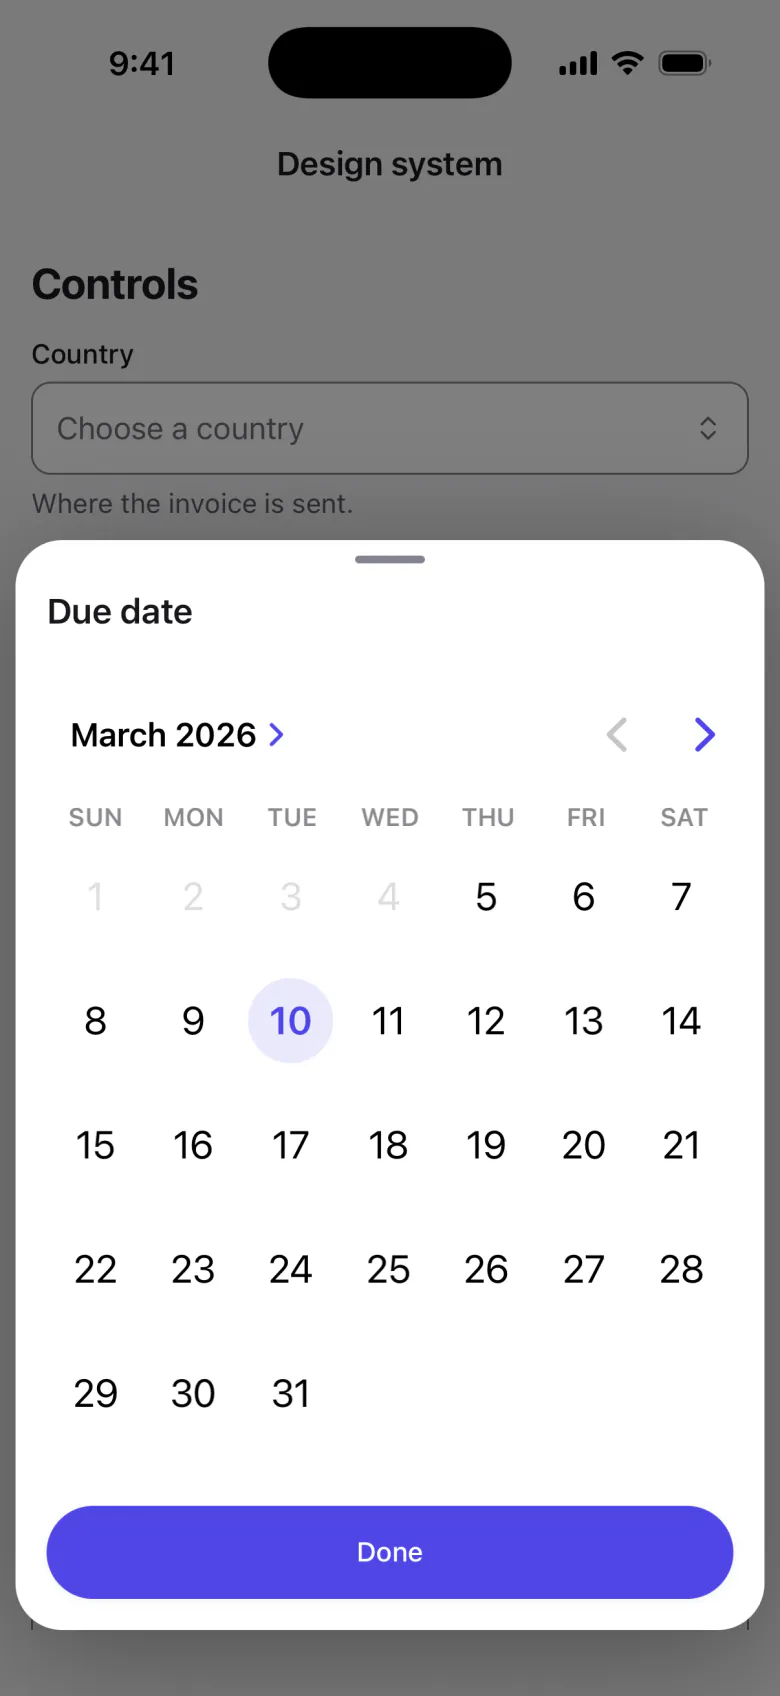 9:41
Design system
Controls
Country
Choose a country
Where the invoice is sent.
Due date
March 2026
SUN MON TUE WED THU FRI SAT
1 2 3 4 5 6 7
8 9 10 11 12 13 14
15 16 17 18 19 20 21
22 23 24 25 26 27 28
29 30 31
Done